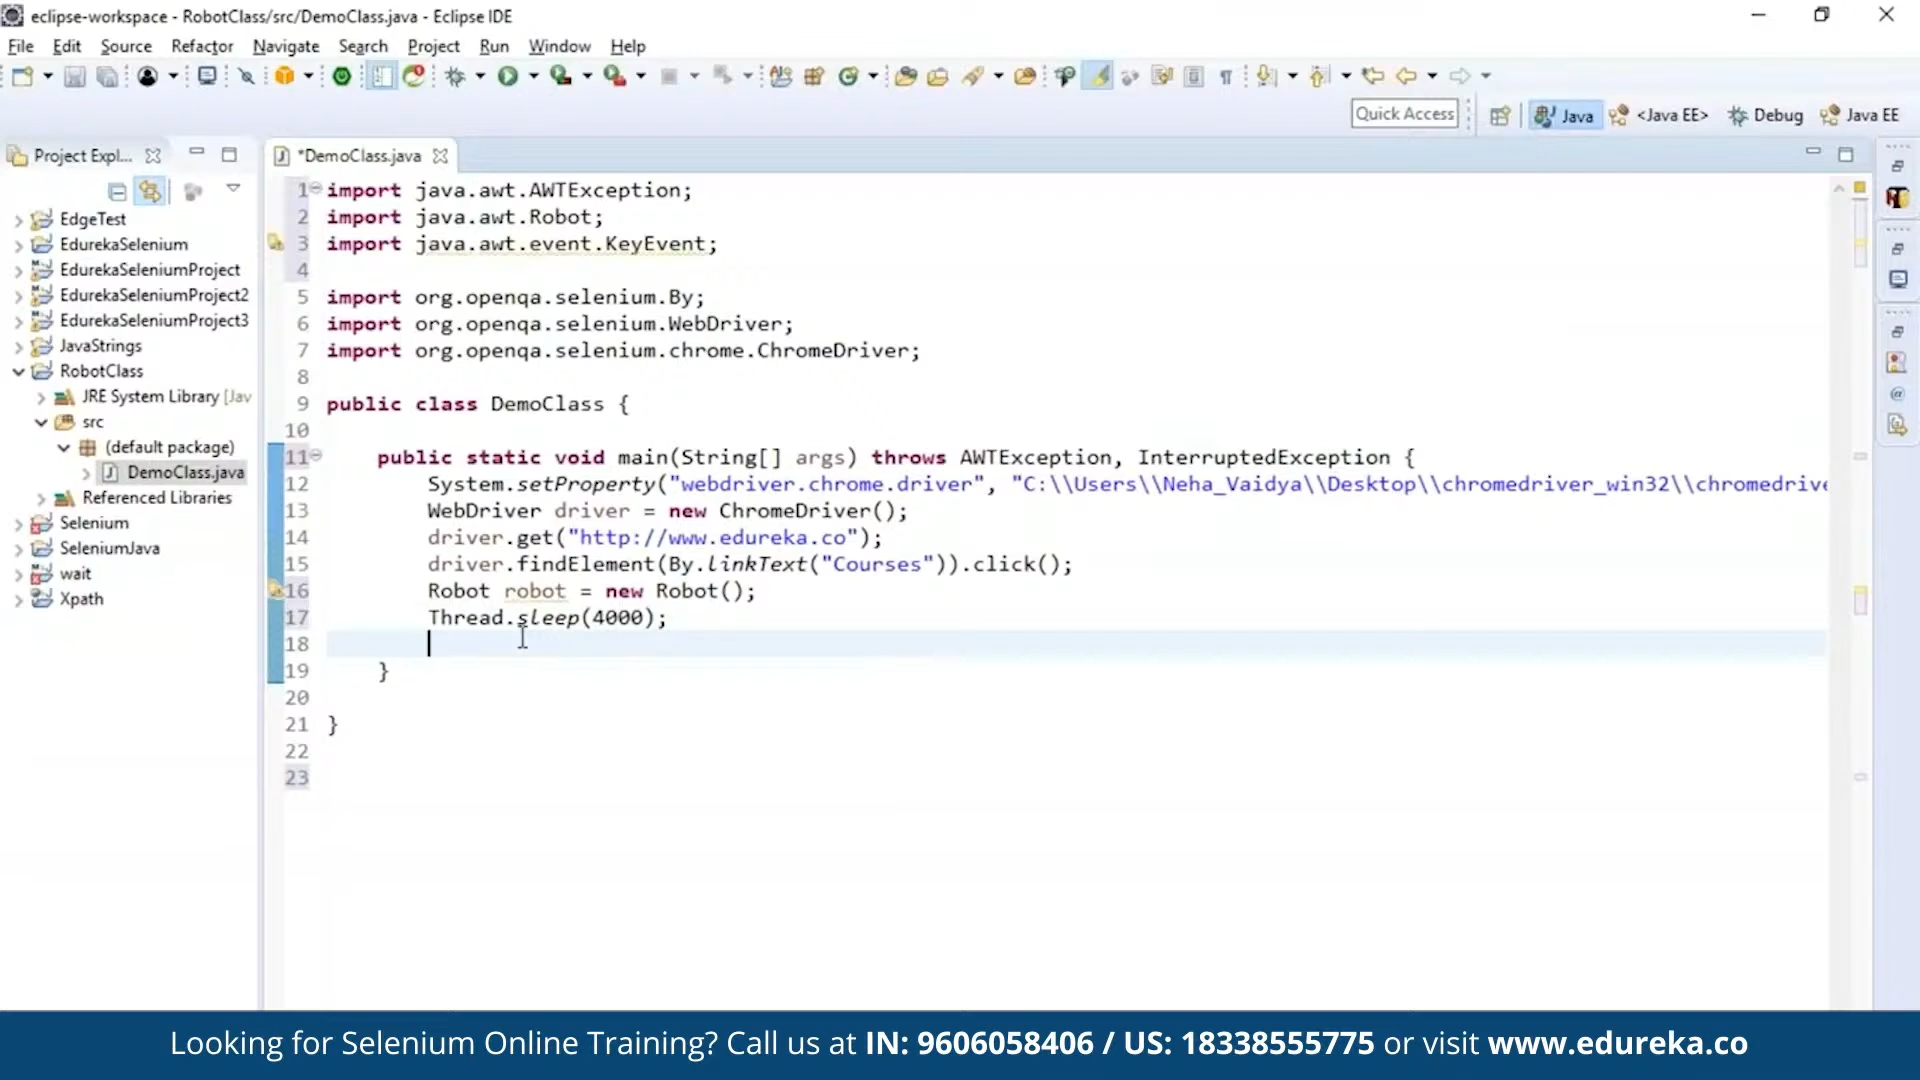 eclipse-workspace - RobotClass/src/DemoClass.java - Eclipse IDE
File Edit Source Refactor Navigate Search Project Run Window Help
Quick Access Java <Java EE> Debug Java EE
Project Expl...
EdgeTest
EdurekaSelenium
EdurekaSeleniumProject
EdurekaSeleniumProject2
EdurekaSeleniumProject3
JavaStrings
RobotClass
JRE System Library [Jav
src
(default package)
DemoClass.java
Referenced Libraries
Selenium
SeleniumJava
wait
Xpath
*DemoClass.java
1 import java.awt.AWTException;
2 import java.awt.Robot;
3 import java.awt.event.KeyEvent;
4
5 import org.openqa.selenium.By;
6 import org.openqa.selenium.WebDriver;
7 import org.openqa.selenium.chrome.ChromeDriver;
8
9 public class DemoClass {
10
11 public static void main(String[] args) throws AWTException, InterruptedException {
12 System.setProperty("webdriver.chrome.driver", "C:\\Users\\Neha_Vaidya\\Desktop\\chromedriver_win32\\chromedrive
13 WebDriver driver = new ChromeDriver();
14 driver.get("http://www.edureka.co");
15 driver.findElement(By.linkText("Courses")).click();
16 Robot robot = new Robot();
17 Thread.sleep(4000);
18
19 }
20
21 }
22
23
Looking for Selenium Online Training? Call us at IN: 9606058406 / US: 18338555775 or visit www.edureka.co